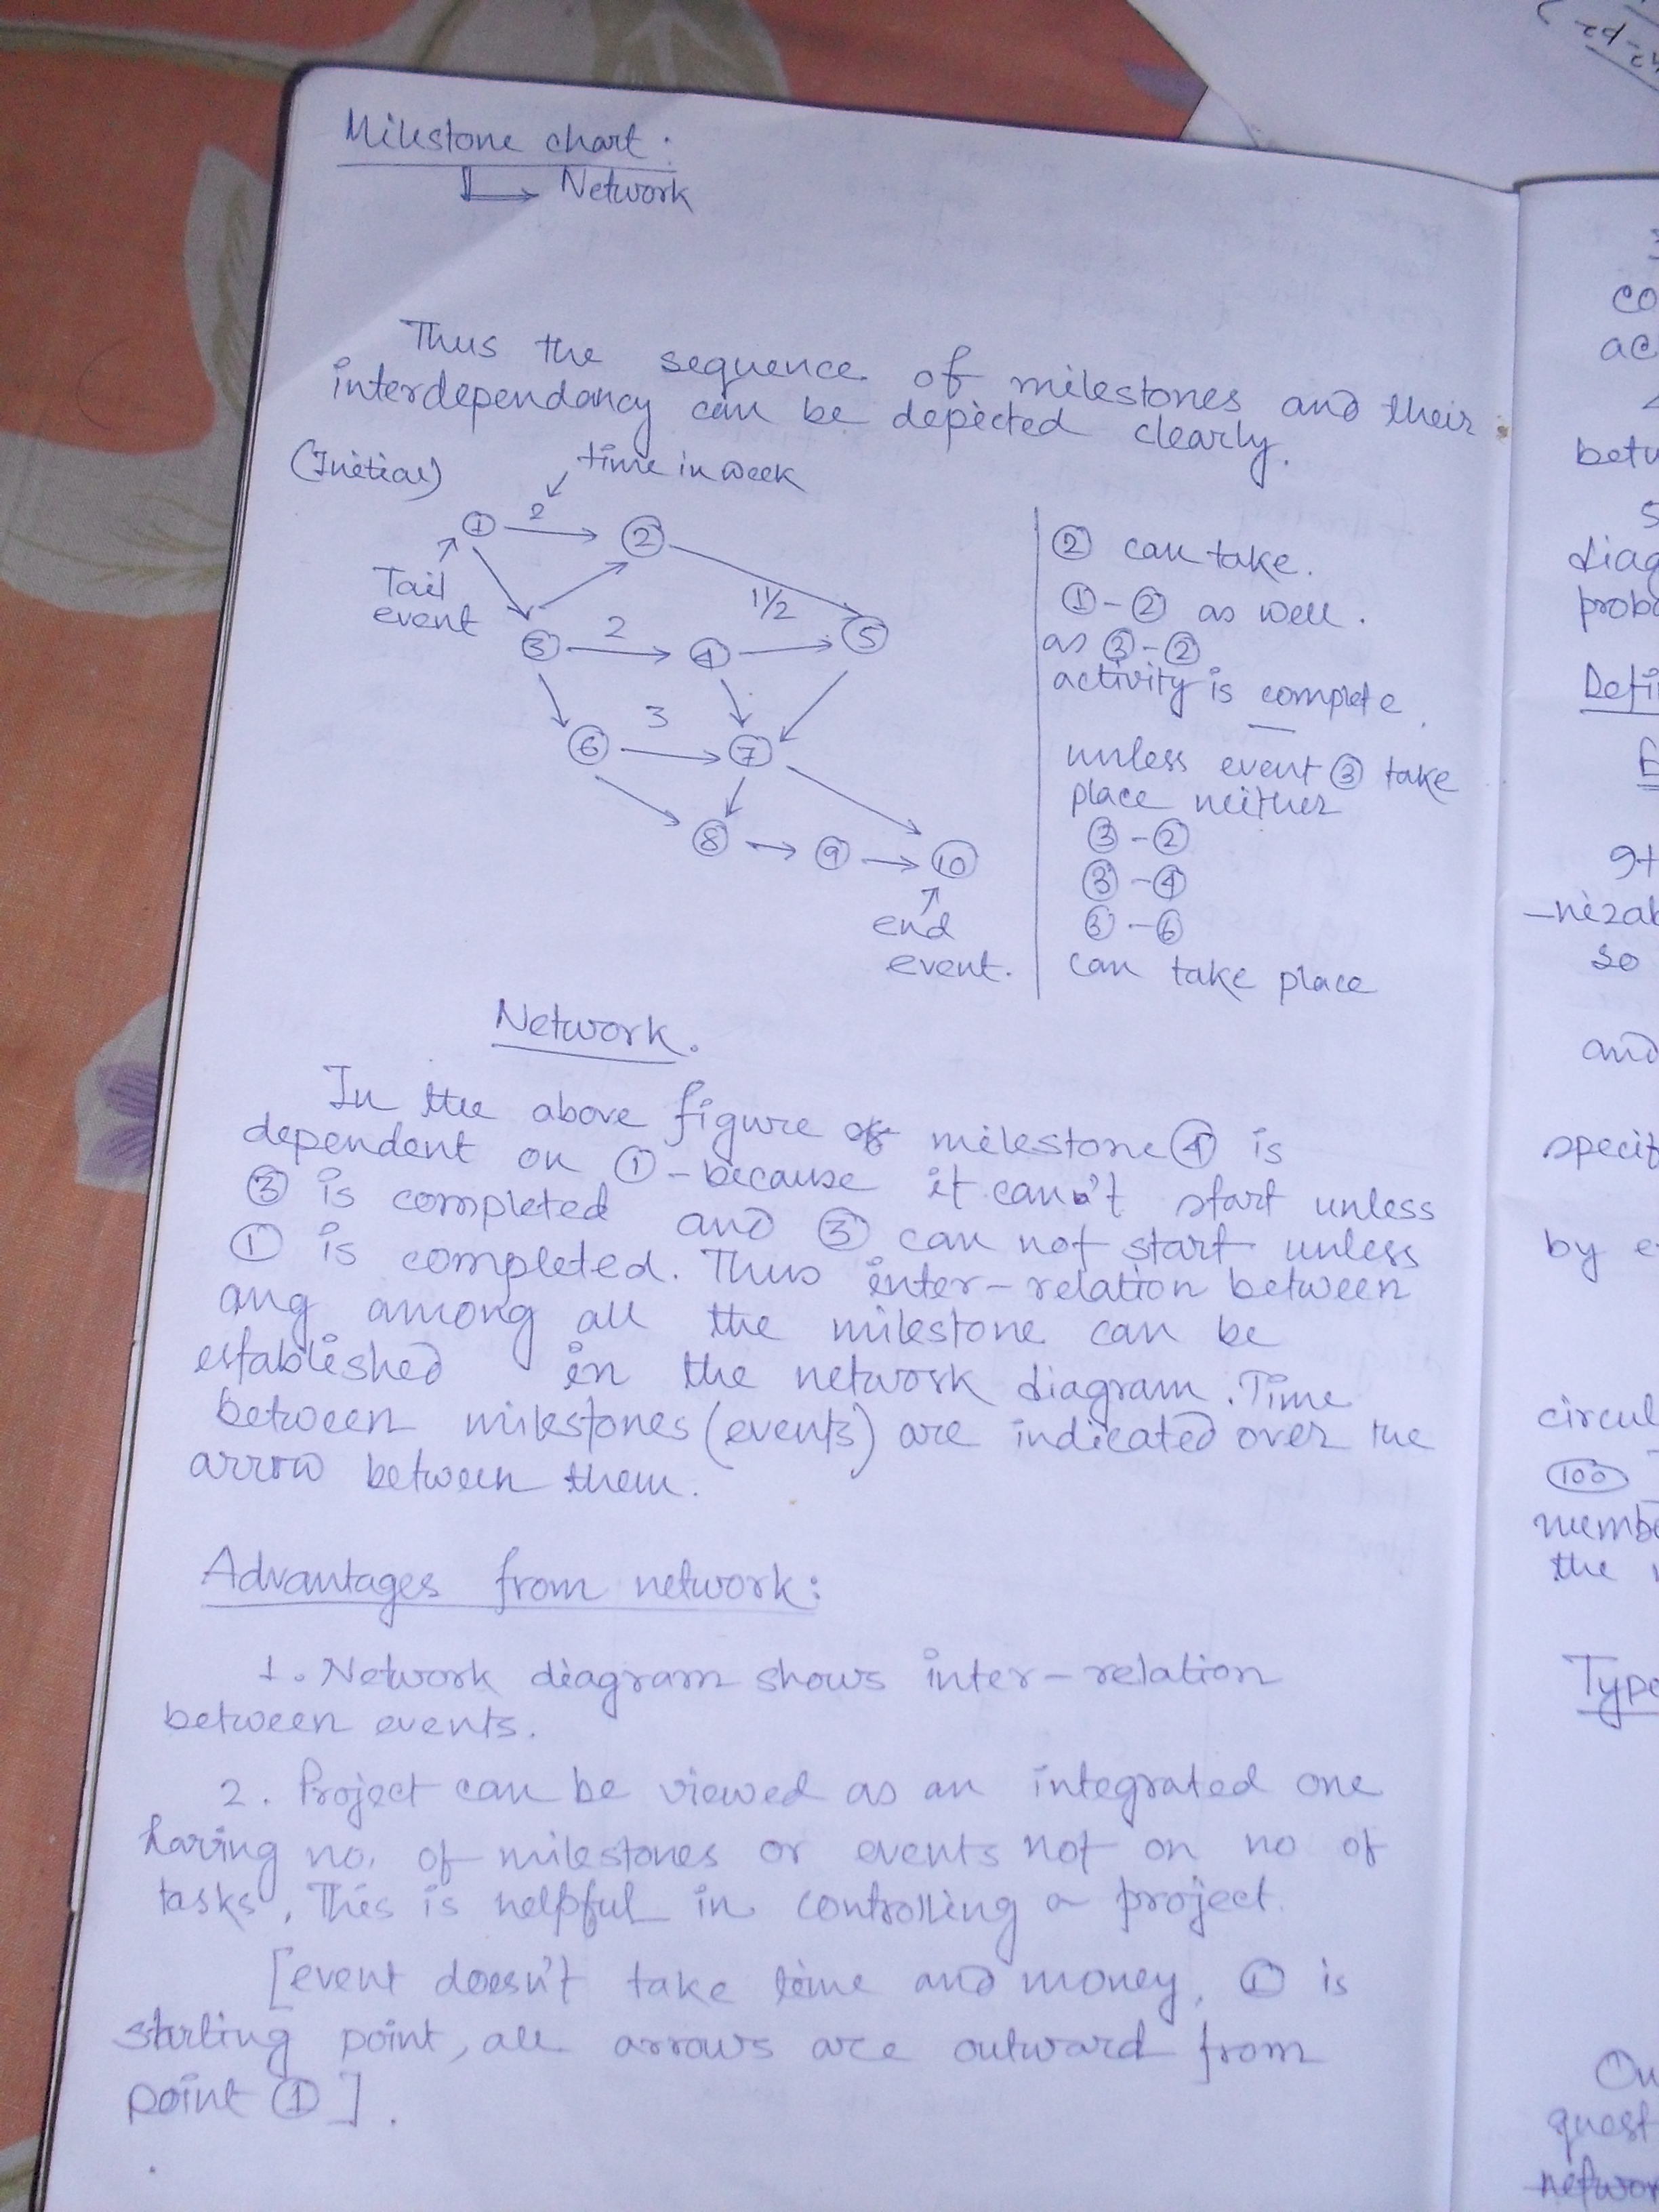 Milestone chart:
Network
Thus the sequence of milestones and their
interdependancy can be depicted clearly.
(Initial)
time in week
① 2 ②
Tail
event
1 1/2
③ 2 ④ ⑤
3
⑥ ⑦
⑧ ⑨ ⑩
end
event.
② can take.
①-② as well.
as ③-②
activity is complete.
unless event ③ take
place neither
③-②
③-④
③-⑥
can take place
Network.
In the above figure of milestone ④ is
dependent on ①-because it can't start unless
③ is completed and ③ can not start unless
① is completed. Thus inter-relation between
ang among all the milestone can be
established in the network diagram. Time
between milestones (events) are indicated over the
arrow between them.
Advantages from network:
1. Network diagram shows inter-relation
between events.
2. Project can be viewed as an integrated one
having no. of milestones or events not on no of
tasks, This is helpful in controlling a project.
[event doesn't take time and money, ① is
starting point, all arrows are outward from
point ①].
co
ac
betw
5
diag
prob
Defi
9t
-nizab
so
and
specif
by e
circul
100
numbe
the
Type
Ou
quest
networ